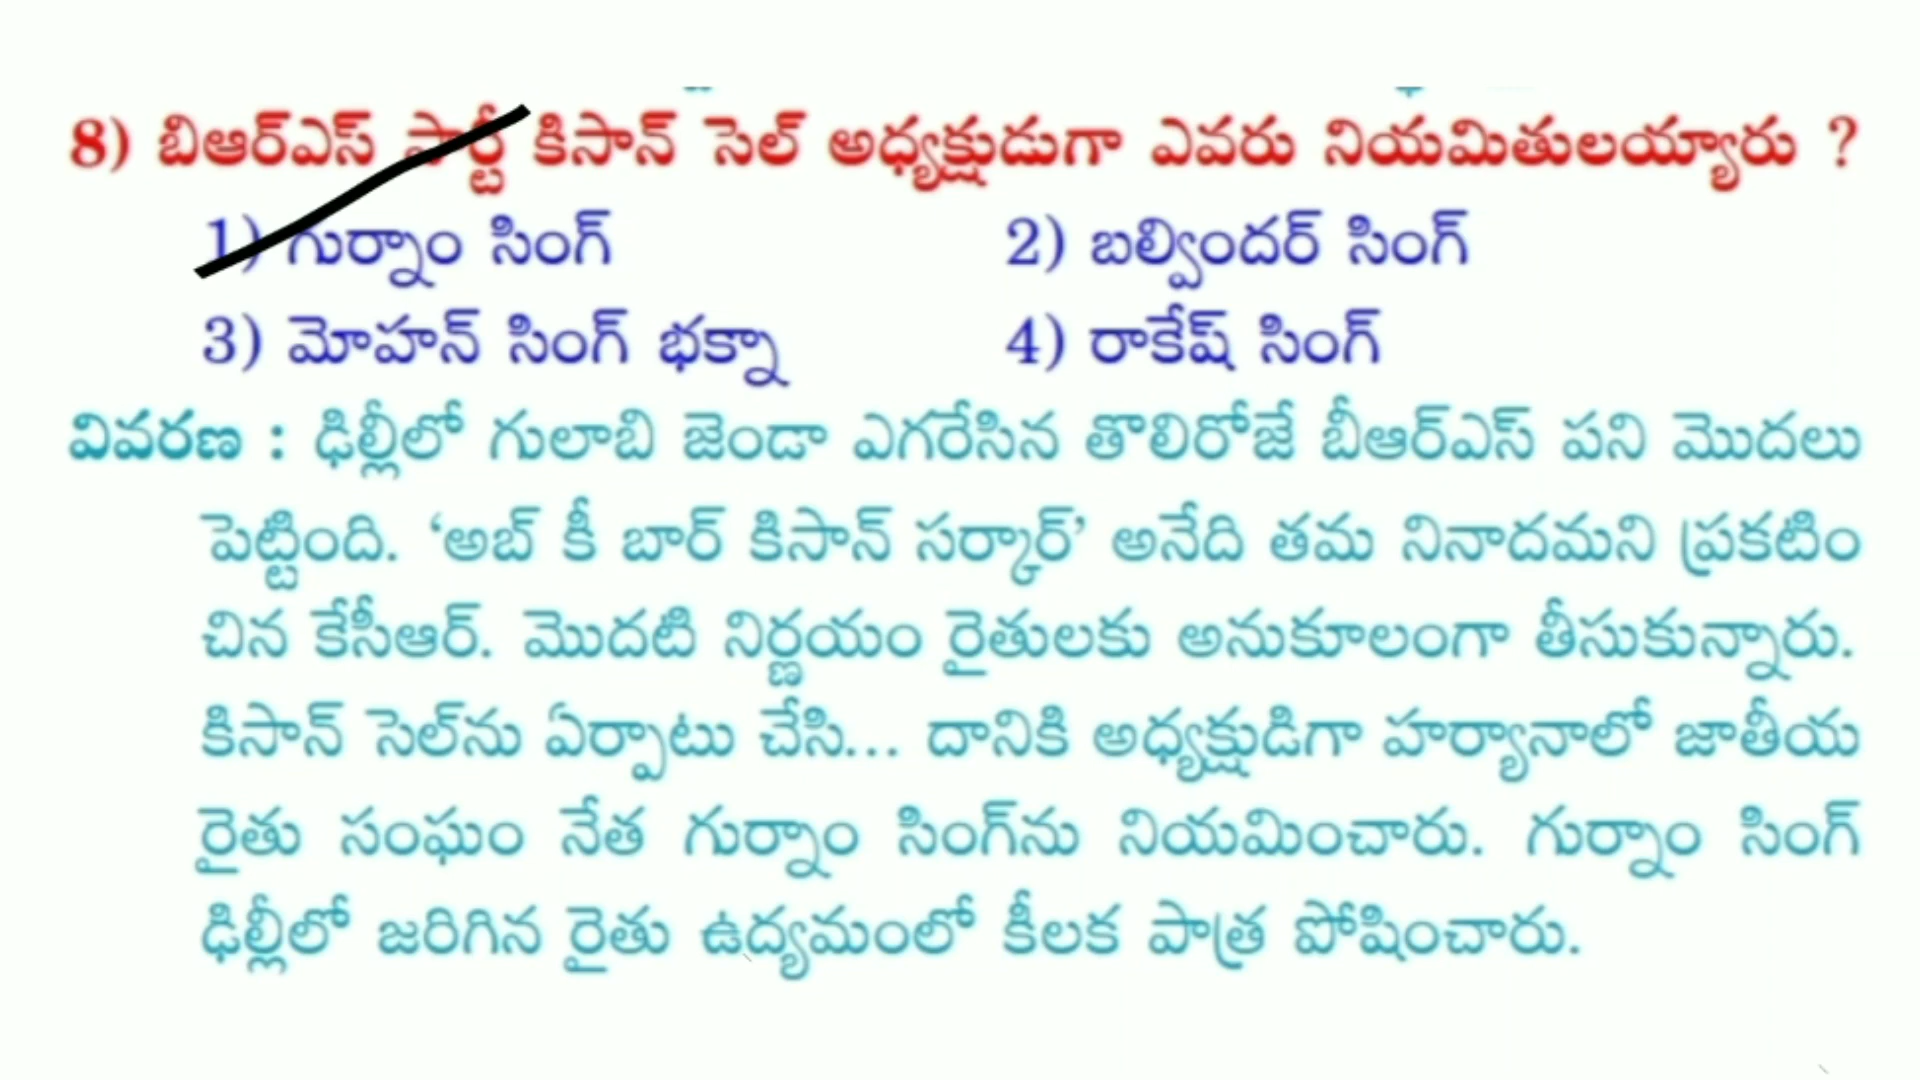 8) బిఆర్ఎస్ పార్టీ కిసాన్ సెల్ అధ్యక్షుడుగా ఎవరు నియమితులయ్యారు ?
1) గుర్నాం సింగ్ 2) బల్విందర్ సింగ్
3) మోహన్ సింగ్ భక్నా 4) రాకేష్ సింగ్
వివరణ : ఢిల్లీలో గులాబి జెండా ఎగరేసిన తొలిరోజే బీఆర్ఎస్ పని మొదలు
పెట్టింది. ‘అబ్ కీ బార్ కిసాన్ సర్కార్’ అనేది తమ నినాదమని ప్రకటిం
చిన కేసీఆర్. మొదటి నిర్ణయం రైతులకు అనుకూలంగా తీసుకున్నారు.
కిసాన్ సెల్‌ను ఏర్పాటు చేసి... దానికి అధ్యక్షుడిగా హర్యానాలో జాతీయ
రైతు సంఘం నేత గుర్నాం సింగ్‌ను నియమించారు. గుర్నాం సింగ్
ఢిల్లీలో జరిగిన రైతు ఉద్యమంలో కీలక పాత్ర పోషించారు.